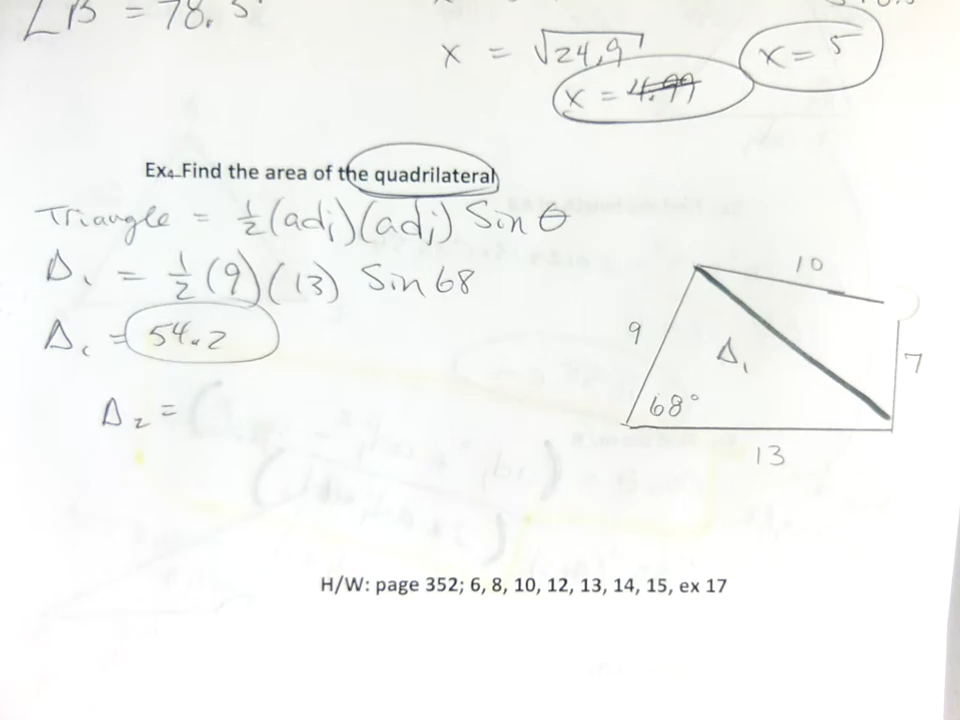 ∠B = 78.5°
x = √24.9
x = 5
x = 4.99
Ex4 Find the area of the quadrilateral
Triangle = ½(adj)(adj) Sin θ
Δ₁ = ½(9)(13) Sin 68
Δ₁ = 54.2
Δ₂ =
10
9
Δ₁
7
68°
13
H/W: page 352; 6, 8, 10, 12, 13, 14, 15, ex 17